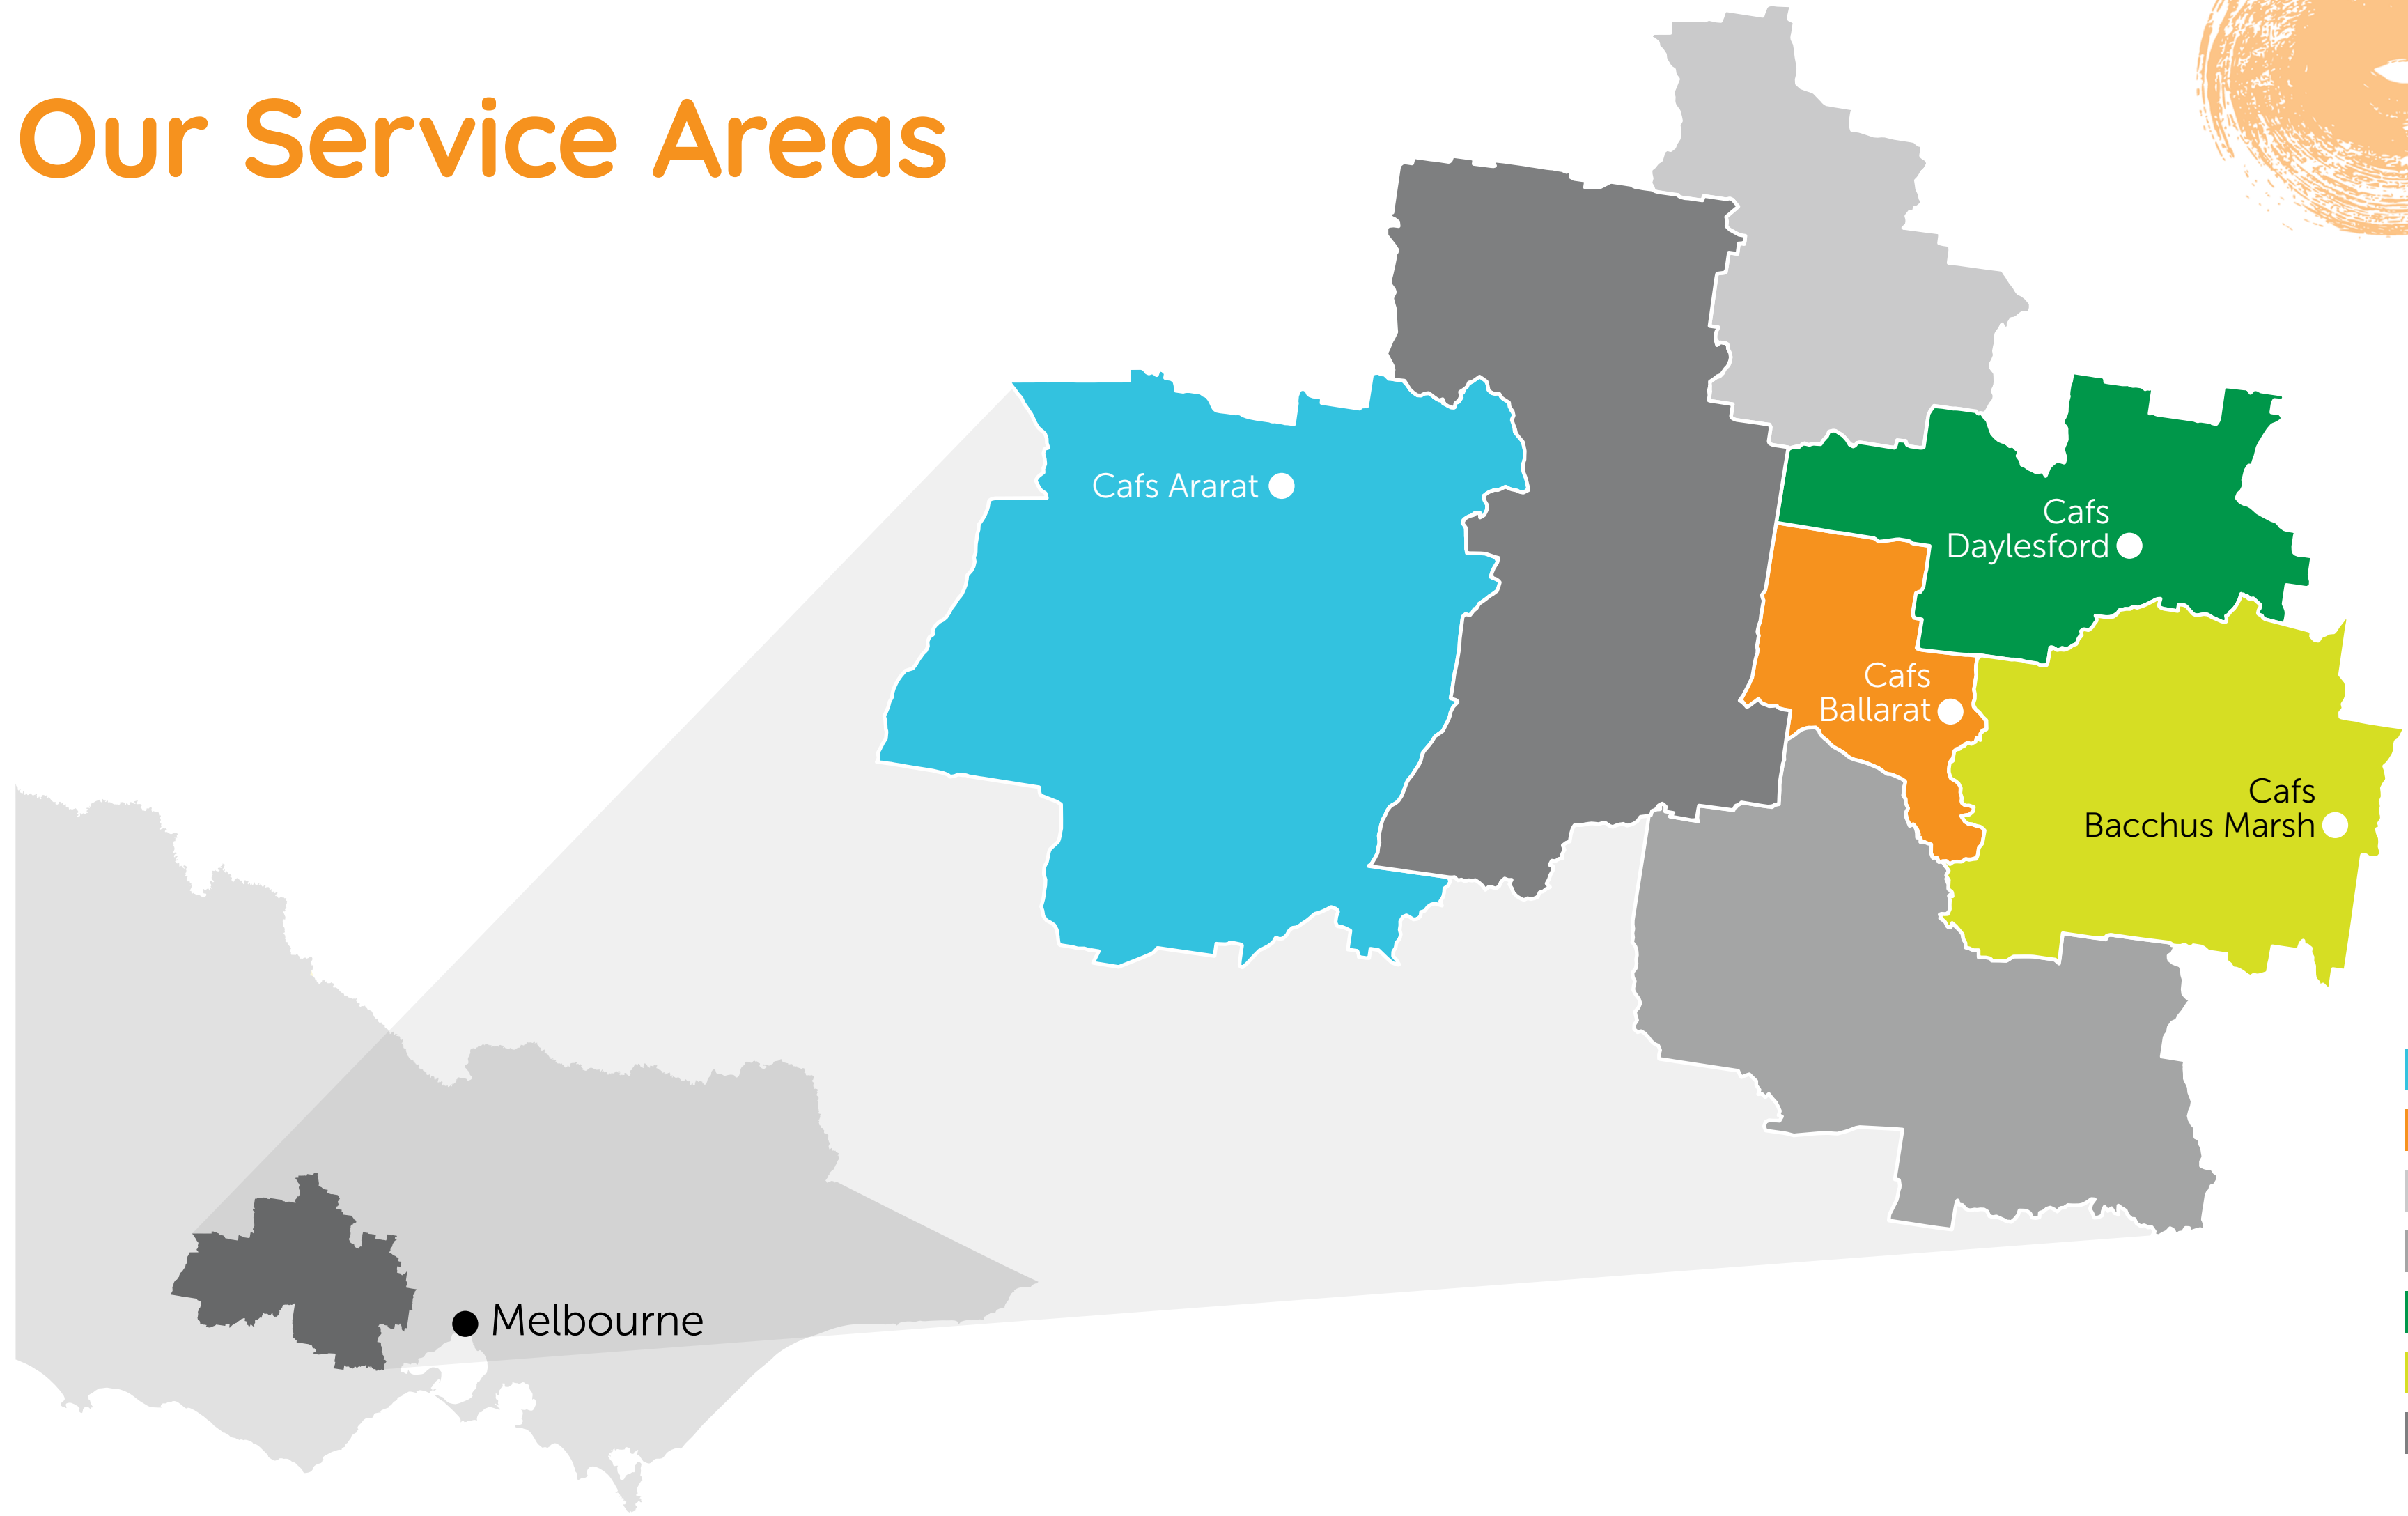 Our Service Areas
Cafs Ararat
Cafs
Daylesford
Cafs
Ballarat
Cafs
Bacchus Marsh
Melbourne